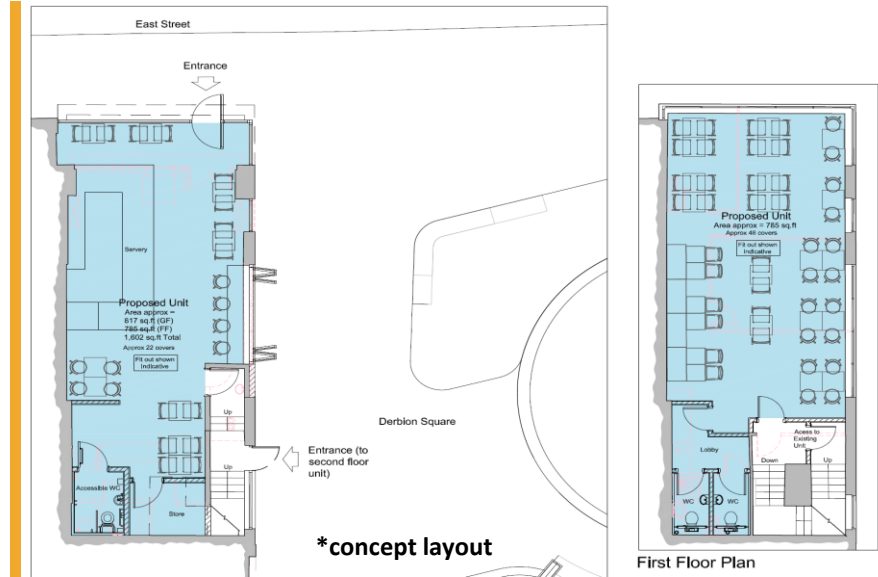 East Street
Entrance
Servery
Proposed Unit
Area approx =
817 sq.ft (GF)
785 sq.ft (FF)
1,602 sq.ft Total
Approx 22 covers
Fit out shown
Indicative
Up
Up
Entrance (to
second floor
unit)
Derbion Square
Accessible WC
Store
*concept layout
Proposed Unit
Area approx = 785 sq.ft
Approx 46 covers
Fit out shown
Indicative
Lobby
Acess to
Existing
Unit
Down
Up
WC
WC
First Floor Plan